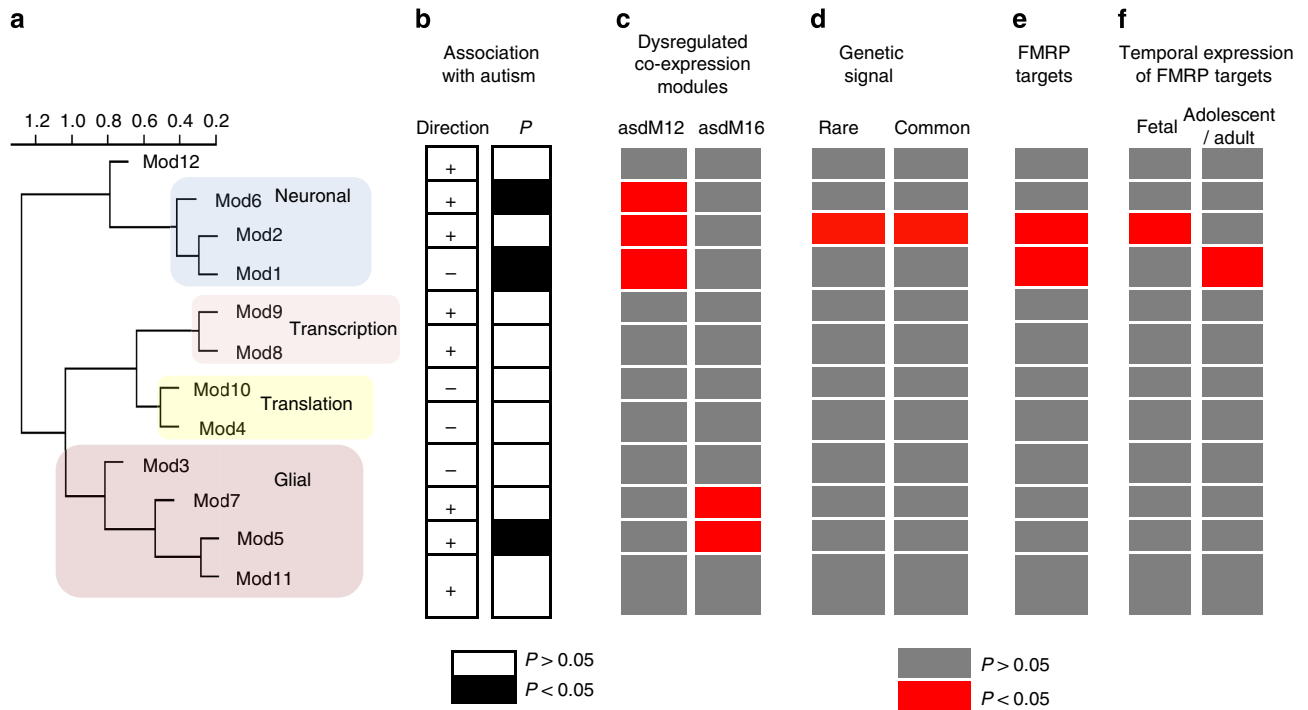 a
b
c
d
e
f
Association
with autism
Dysregulated
co-expression
modules
Genetic
signal
FMRP
targets
Temporal expression
of FMRP targets
1.2 1.0 0.8 0.6 0.4 0.2
Direction
P
asdM12
asdM16
Rare
Common
Fetal
Adolescent
/ adult
Mod12
Mod6
Neuronal
Mod2
Mod1
Mod9
Transcription
Mod8
Mod10
Translation
Mod4
Mod3
Glial
Mod7
Mod5
Mod11
+
+
+
–
+
+
–
–
–
+
+
+
P > 0.05
P < 0.05
P > 0.05
P < 0.05